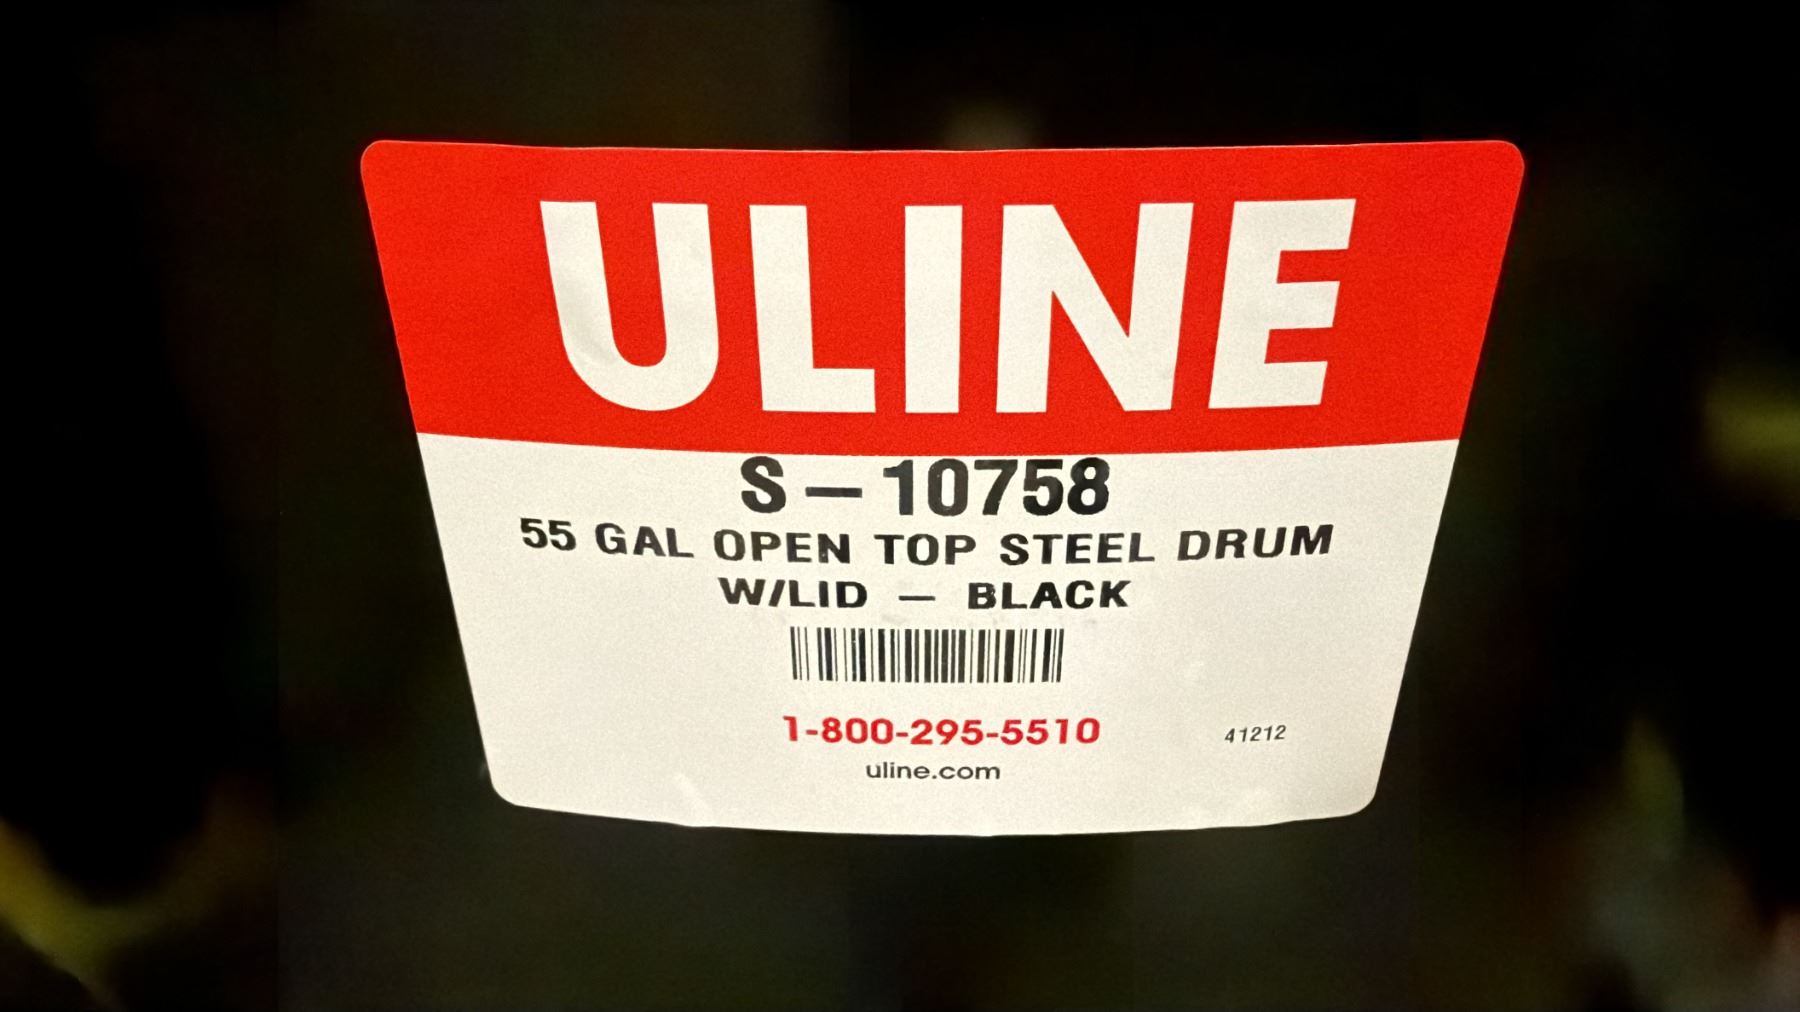 ULINE
S – 10758
55 GAL OPEN TOP STEEL DRUM
W/LID – BLACK
1-800-295-5510
41212
uline.com